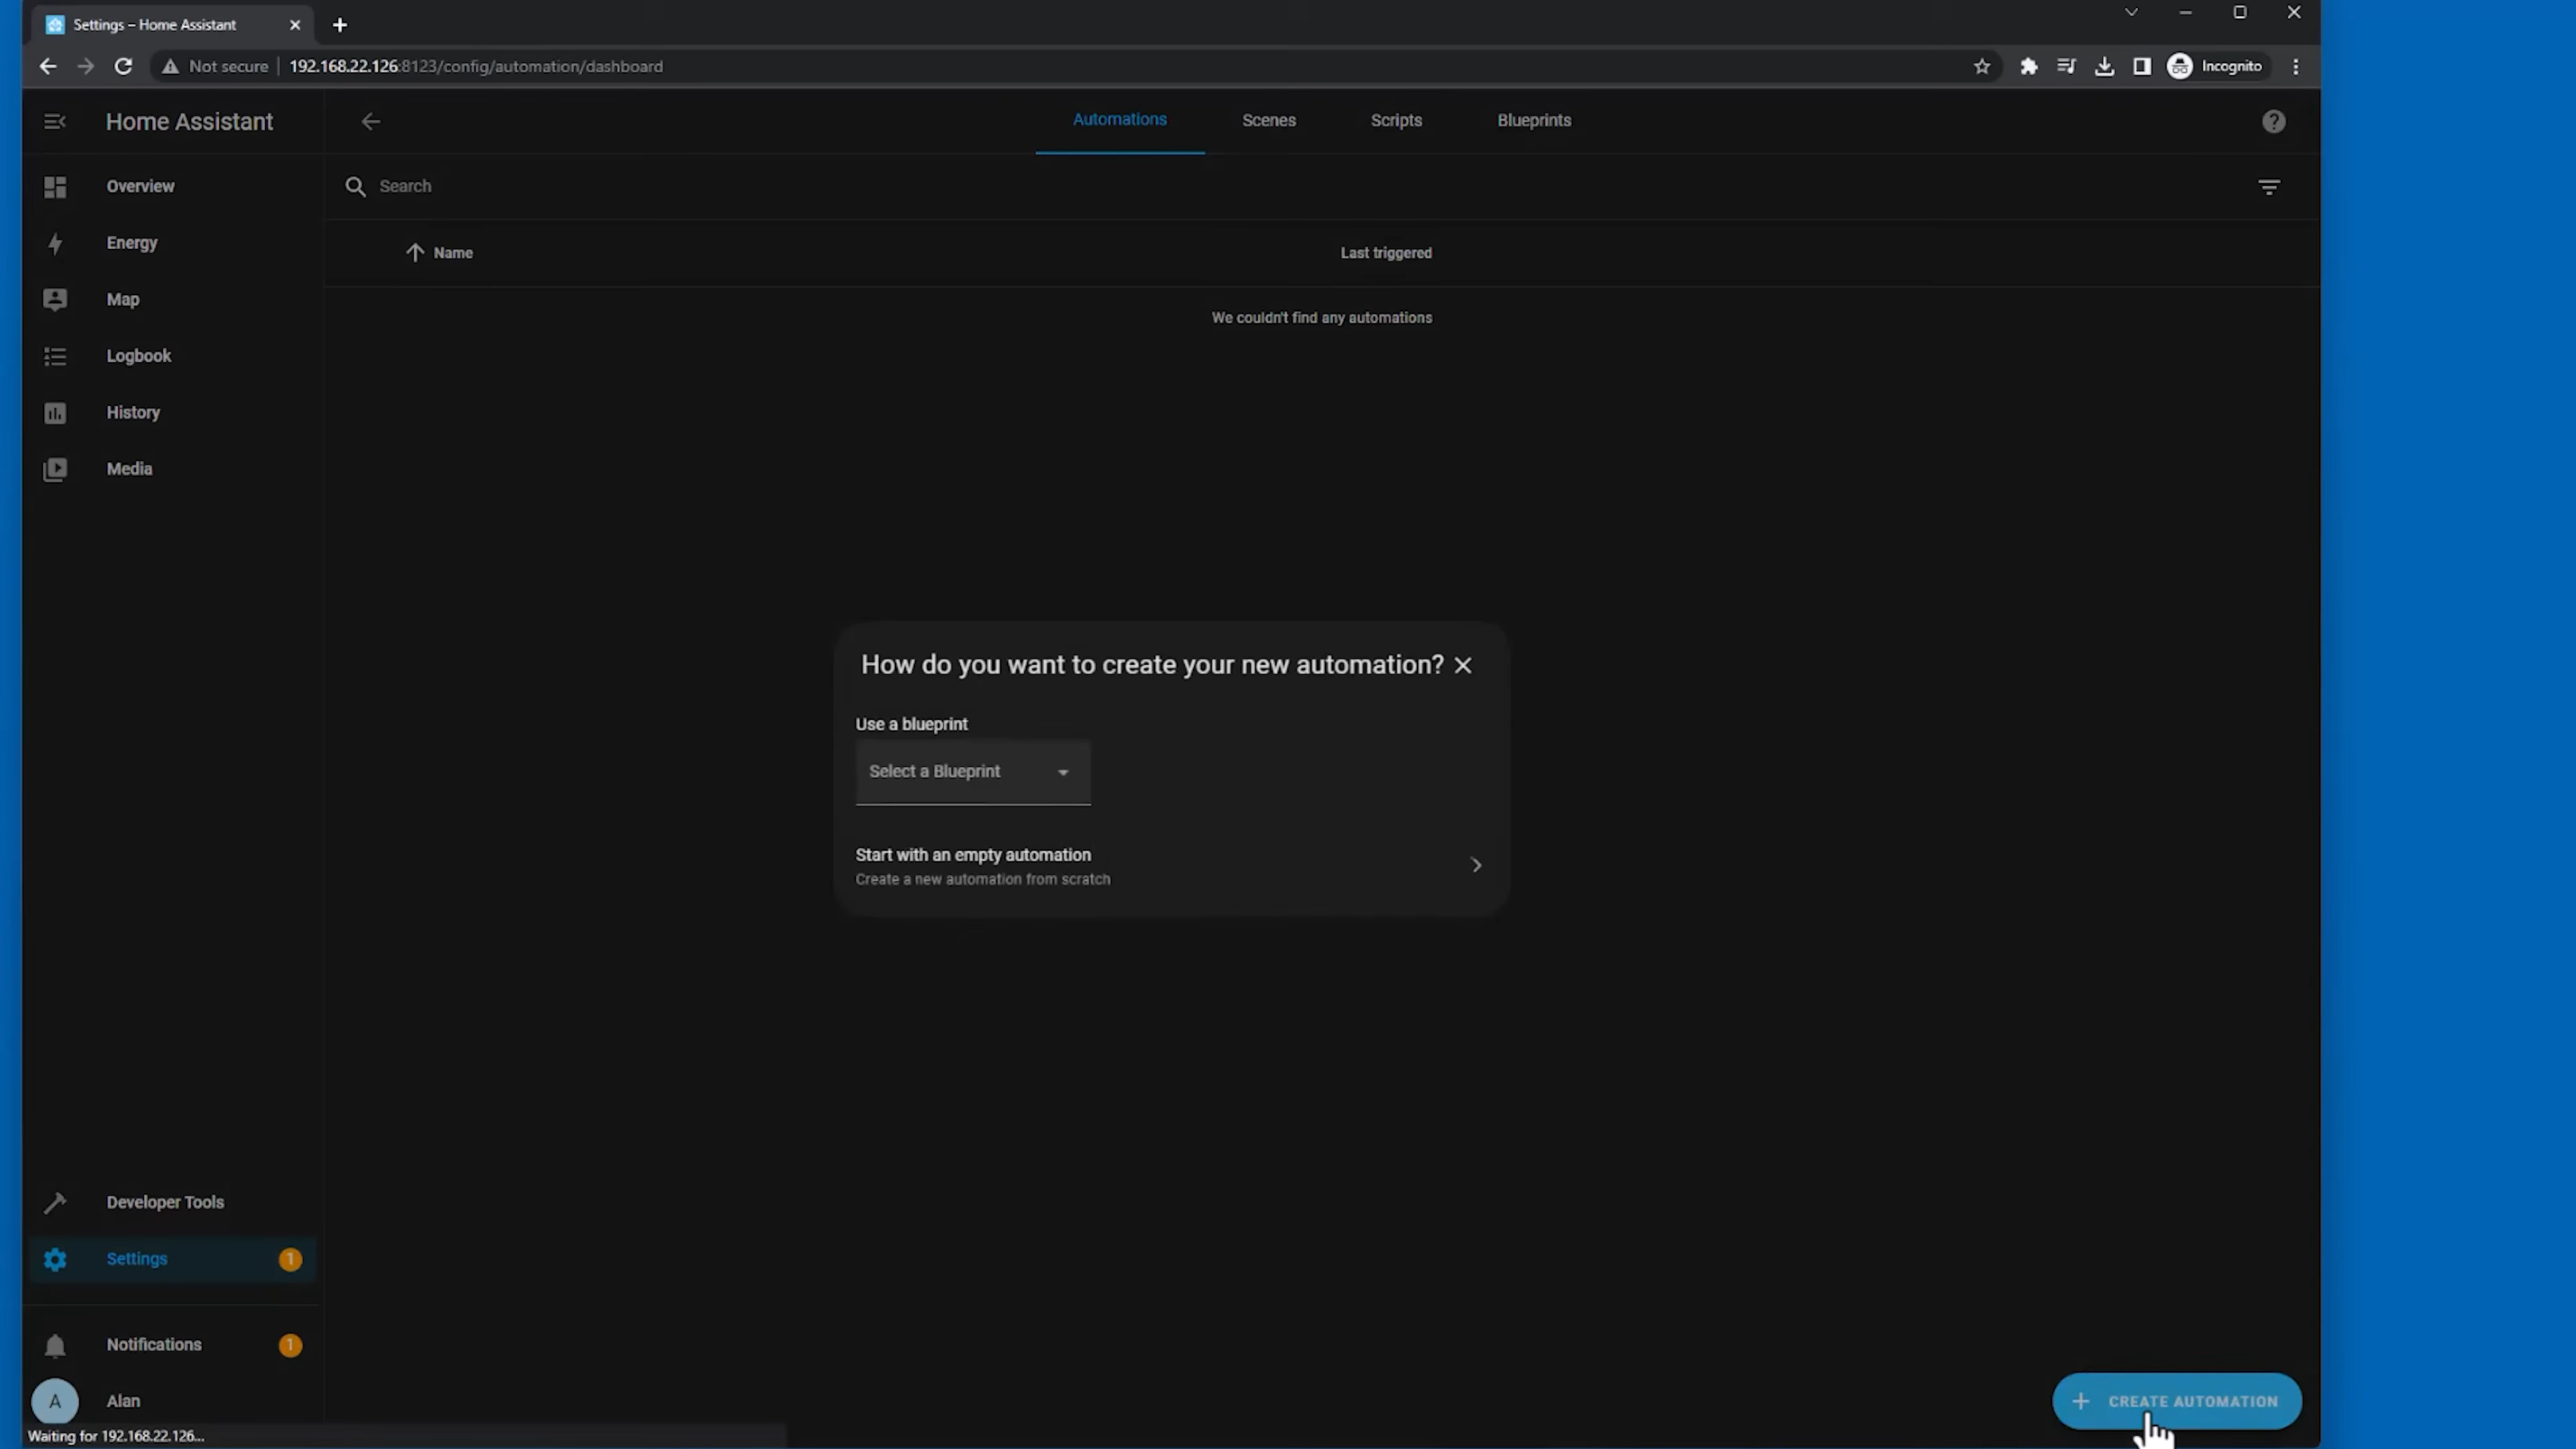 Settings – Home Assistant
Not secure
192.168.22.126:8123/config/automation/dashboard
Incognito
Home Assistant
Automations
Scenes
Scripts
Blueprints
Overview
Search
Energy
Name
Last triggered
Map
We couldn't find any automations
Logbook
History
Media
How do you want to create your new automation?
Use a blueprint
Select a Blueprint
Start with an empty automation
Create a new automation from scratch
Developer Tools
Settings
1
Notifications
1
A
Alan
CREATE AUTOMATION
Waiting for 192.168.22.126...